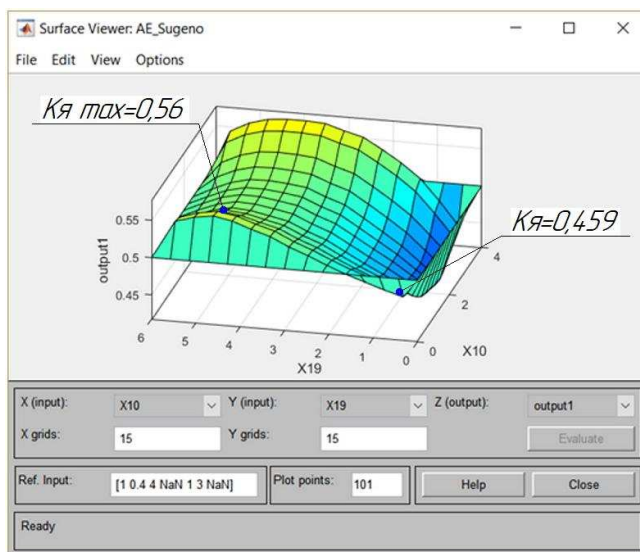 Surface Viewer: AE_Sugeno
File Edit View Options
Kя max=0,56
Kя=0,459
0.55
0.5
0.45
output1
6 5 4 3 2 1 0
X19
0 2 4
X10
X (input): X10 Y (input): X19 Z (output): output1
X grids: 15 Y grids: 15 Evaluate
Ref. Input: [1 0.4 4 NaN 1 3 NaN] Plot points: 101 Help Close
Ready